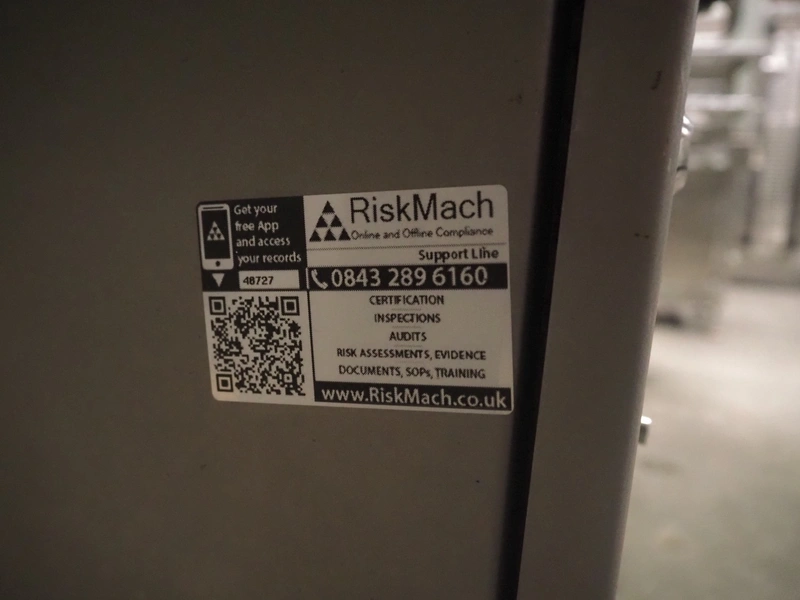 Get your
free App
and access
your records
48727
RiskMach
Online and Offline Compliance
Support Line
0843 289 6160
CERTIFICATION
INSPECTIONS
AUDITS
RISK ASSESSMENTS, EVIDENCE
DOCUMENTS, SOPs, TRAINING
www.RiskMach.co.uk